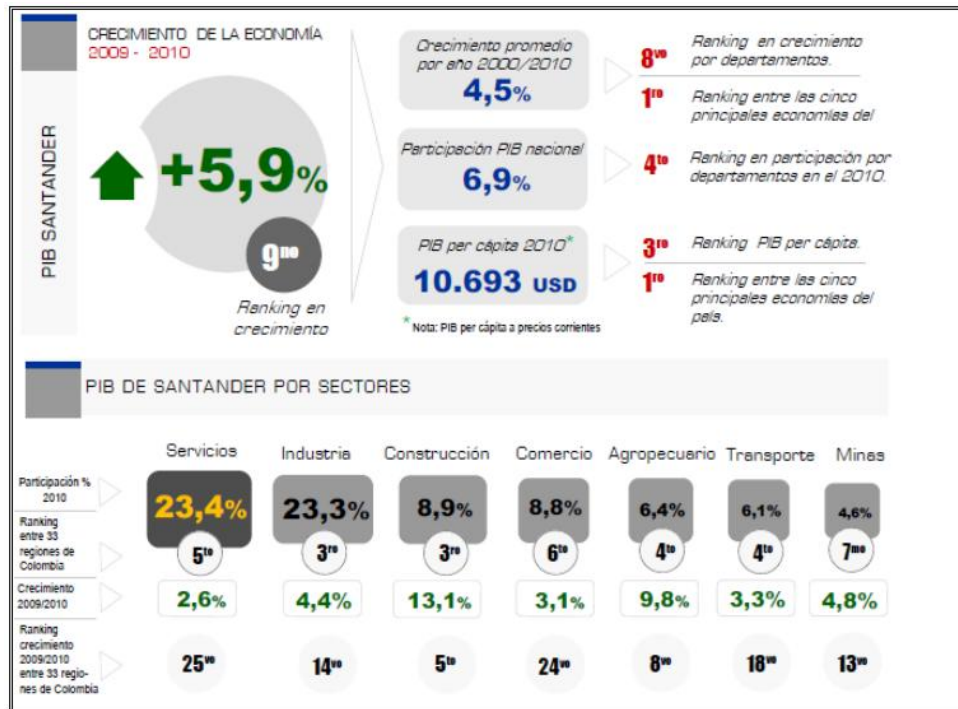 PIB SANTANDER
CRECIMIENTO DE LA ECONOMÍA
2009 - 2010
+5,9%
9no
Ranking en
crecimiento
Crecimiento promedio
por año 2000/2010
4,5%
8vo Ranking en crecimiento
por departamentos.
1ro Ranking entre las cinco
principales economías del
Participación PIB nacional
6,9%
4to Ranking en participación por
departamentos en el 2010.
PIB per cápita 2010*
10.693 USD
3ro Ranking PIB per cápita.
1ro Ranking entre las cinco
principales economías del
país.
* Nota: PIB per cápita a precios corrientes
PIB DE SANTANDER POR SECTORES
Servicios Industria Construcción Comercio Agropecuario Transporte Minas
Participación %
2010
23,4% 23,3% 8,9% 8,8% 6,4% 6,1% 4,6%
Ranking
entre 33
regiones de
Colombia
5to 3ro 3ro 6to 4to 4to 7mo
Crecimiento
2009/2010
2,6% 4,4% 13,1% 3,1% 9,8% 3,3% 4,8%
Ranking
crecimiento
2009/2010
entre 33 regio-
nes de Colombia
25vo 14vo 5to 24vo 8vo 18vo 13vo